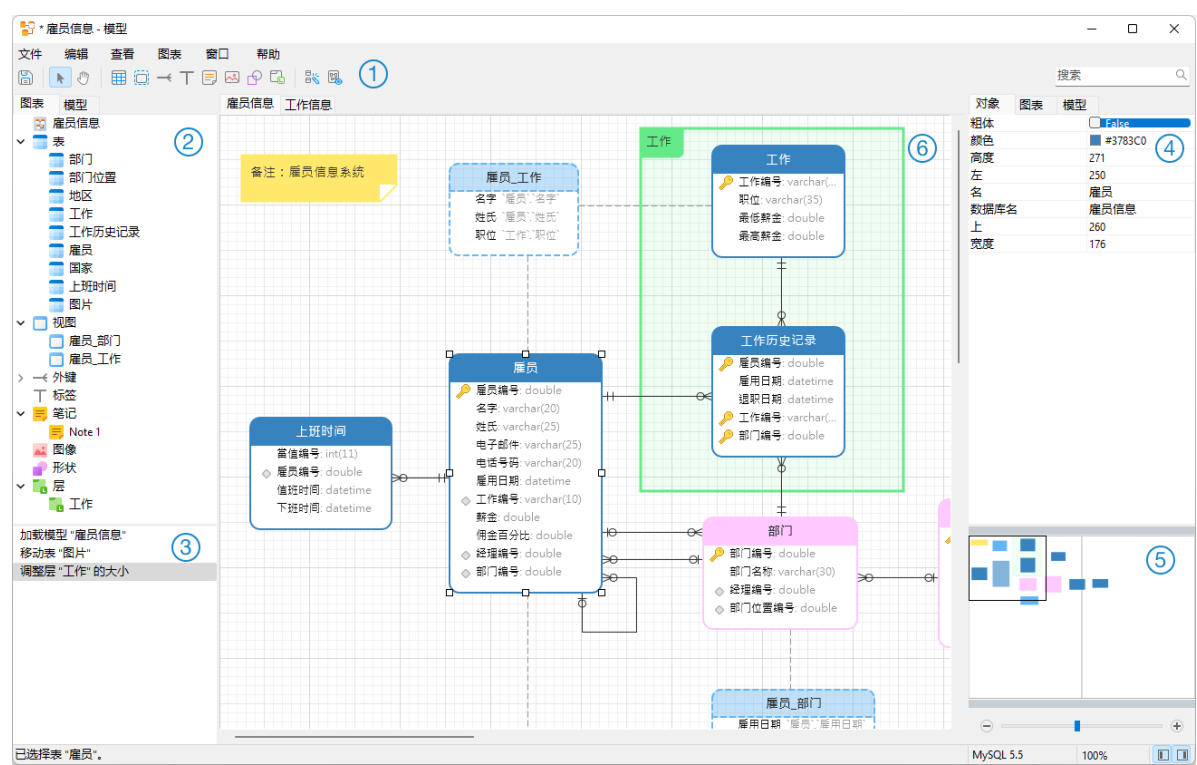 * 雇员信息 - 模型
文件 编辑 查看 图表 窗口 帮助
1
搜索
图表 模型
雇员信息
表
部门
部门位置
地区
工作
工作历史记录
雇员
国家
上班时间
图片
视图
雇员_部门
雇员_工作
外键
标签
笔记
Note 1
图像
形状
层
工作
2
加载模型 "雇员信息"
移动表 "图片"
调整层 "工作" 的大小
3
雇员信息 工作信息
备注：雇员信息系统
雇员_工作
名字 `雇员`.`名字`
姓氏 `雇员`.`姓氏`
职位 `工作`.`职位`
工作
6
工作
工作编号: varchar(...
职位: varchar(35)
最低薪金: double
最高薪金: double
工作历史记录
雇员编号: double
雇用日期: datetime
退职日期: datetime
工作编号: varchar(...
部门编号: double
雇员
雇员编号: double
名字: varchar(20)
姓氏: varchar(25)
电子邮件: varchar(25)
电话号码: varchar(20)
雇用日期: datetime
工作编号: varchar(10)
薪金: double
佣金百分比: double
经理编号: double
部门编号: double
上班时间
當值编号: int(11)
雇员编号: double
值班时间: datetime
下班时间: datetime
部门
部门编号: double
部门名称: varchar(30)
经理编号: double
部门位置编号: double
雇员_部门
雇用日期 `雇员`.`雇用日期`
对象 图表 模型
粗体 False
颜色 #3783C0
高度 271
左 250
名 雇员
数据库名 雇员信息
上 260
宽度 176
4
5
已选择表 "雇员"。
MySQL 5.5
100%